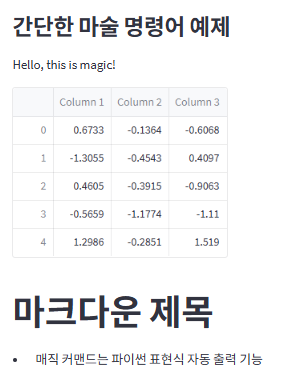 간단한 마술 명령어 예제
Hello, this is magic!
Column 1 Column 2 Column 3
0 0.6733 -0.1364 -0.6068
1 -1.3055 -0.4543 0.4097
2 0.4605 -0.3915 -0.9063
3 -0.5659 -1.1774 -1.11
4 1.2986 -0.2851 1.519
마크다운 제목
• 매직 커맨드는 파이썬 표현식 자동 출력 기능